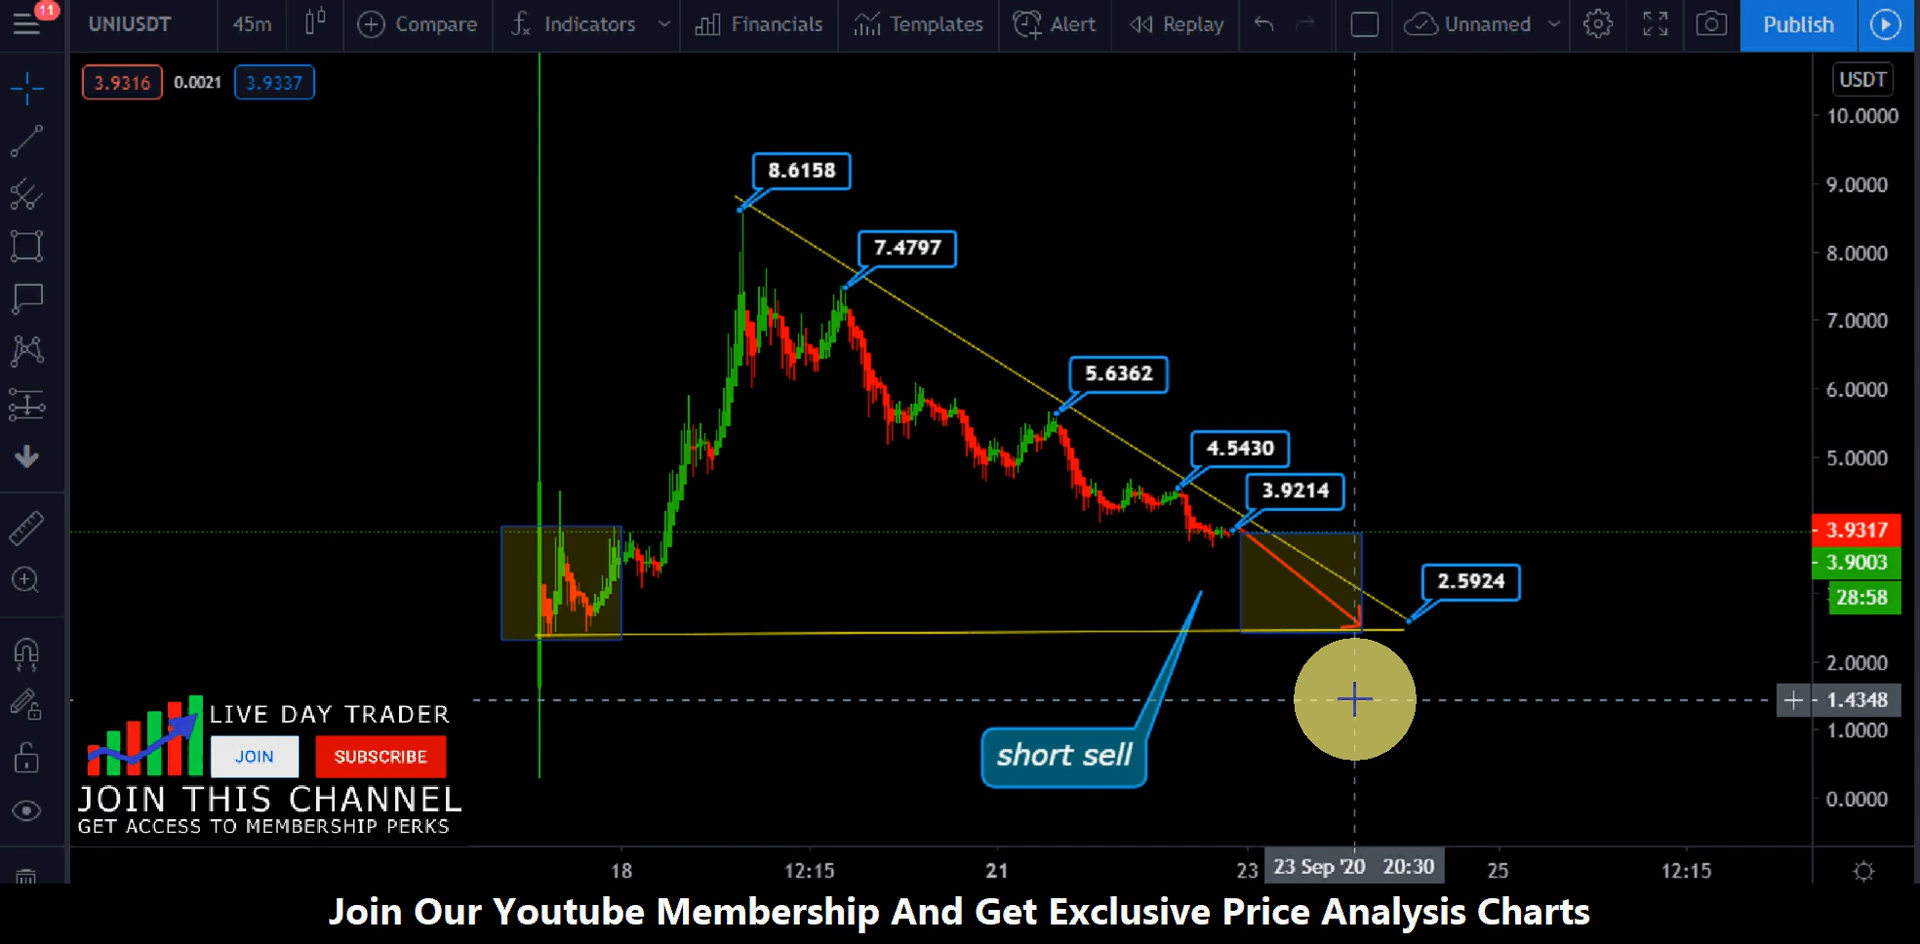 11
UNIUSDT 45m Compare Indicators Financials Templates Alert Replay Unnamed Publish
3.9316 0.0021 3.9337
USDT
10.0000
9.0000
8.0000
7.0000
6.0000
5.0000
3.9317
3.9003
28:58
2.0000
1.4348
1.0000
0.0000
8.6158
7.4797
5.6362
4.5430
3.9214
2.5924
short sell
LIVE DAY TRADER
JOIN SUBSCRIBE
JOIN THIS CHANNEL
GET ACCESS TO MEMBERSHIP PERKS
18 12:15 21 23 23 Sep '20 20:30 25 12:15
Join Our Youtube Membership And Get Exclusive Price Analysis Charts